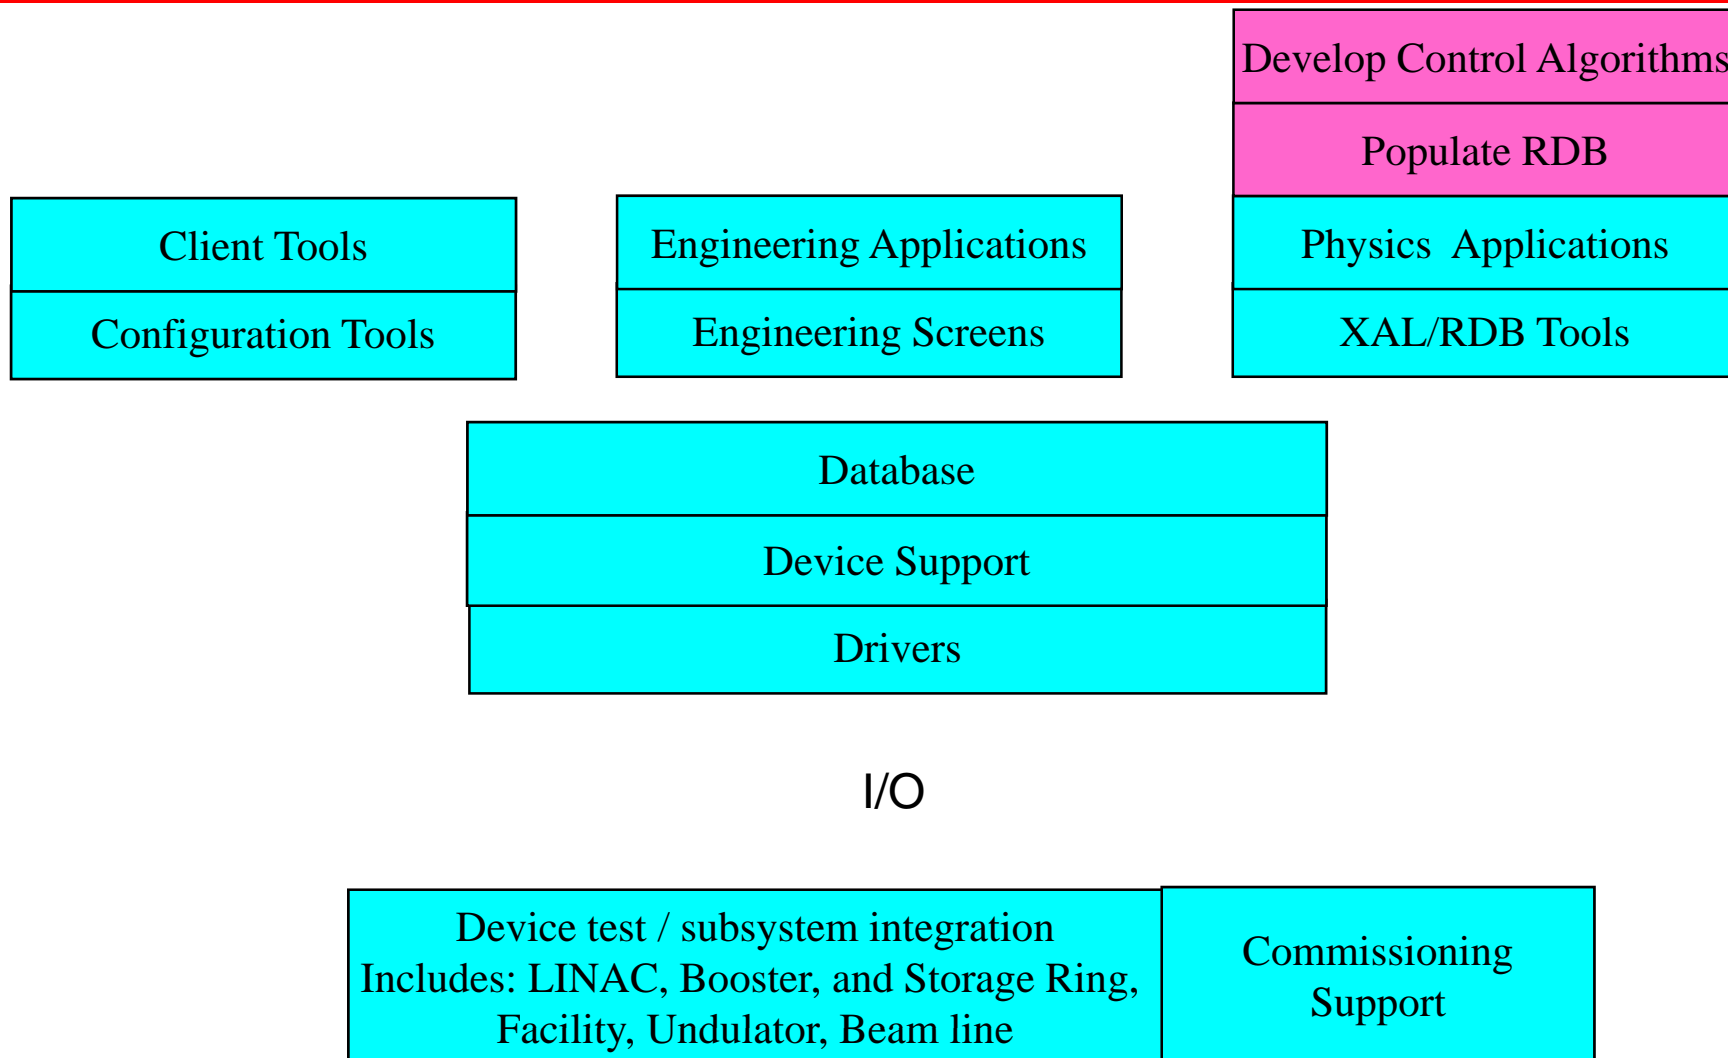 Develop Control Algorithms
Populate RDB
Client Tools
Engineering Applications
Physics Applications
Configuration Tools
Engineering Screens
XAL/RDB Tools
Database
Device Support
Drivers
I/O
Device test / subsystem integration
Includes: LINAC, Booster, and Storage Ring,
Facility, Undulator, Beam line
Commissioning
Support